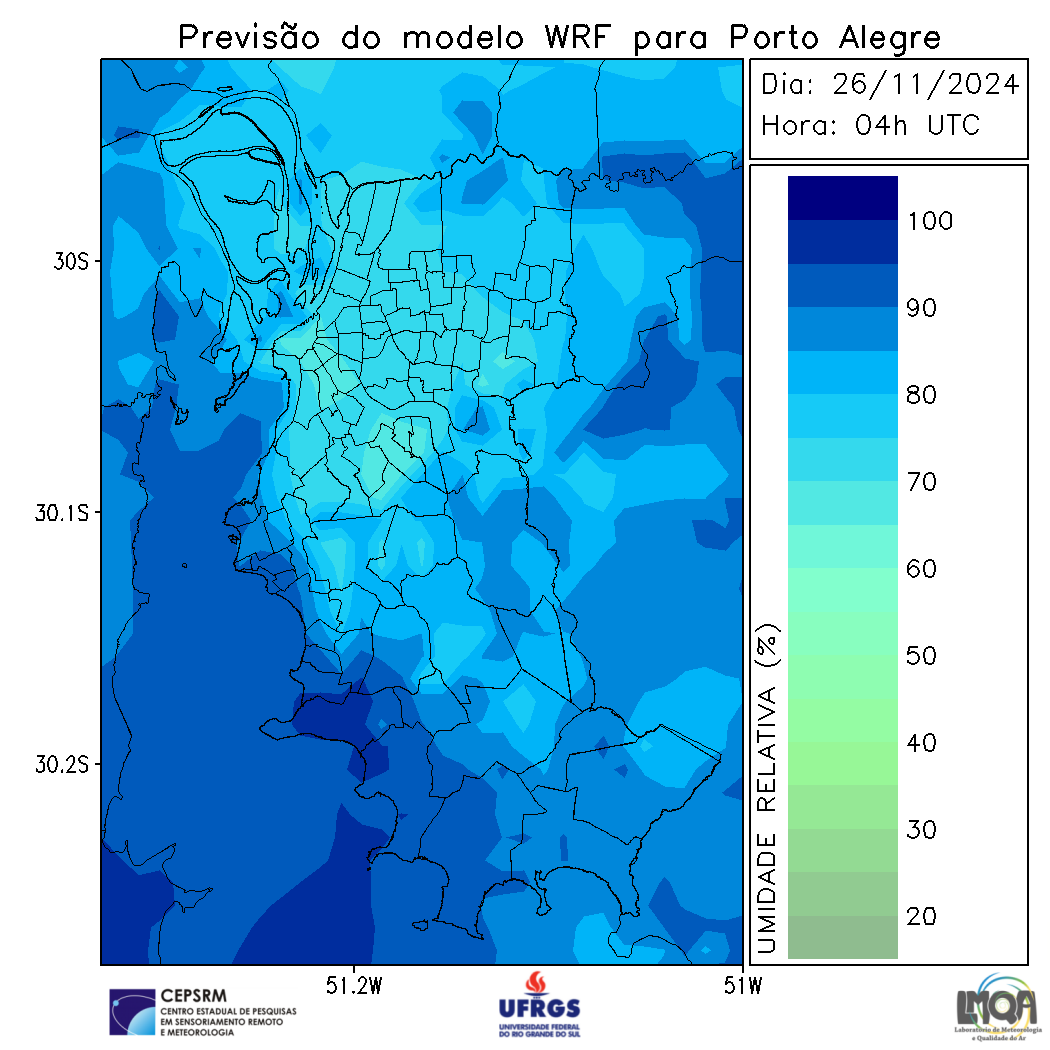 Previsão do modelo WRF para Porto Alegre
Dia: 26/11/2024
Hora: 04h UTC
30S
30.1S
30.2S
51.2W
51W
UMIDADE RELATIVA (%)
100
90
80
70
60
50
40
30
20
CEPSRM
CENTRO ESTADUAL DE PESQUISAS
EM SENSORIAMENTO REMOTO
E METEOROLOGIA
UFRGS
UNIVERSIDADE FEDERAL
DO RIO GRANDE DO SUL
LMQA
Laboratório de Meteorologia
e Qualidade do Ar